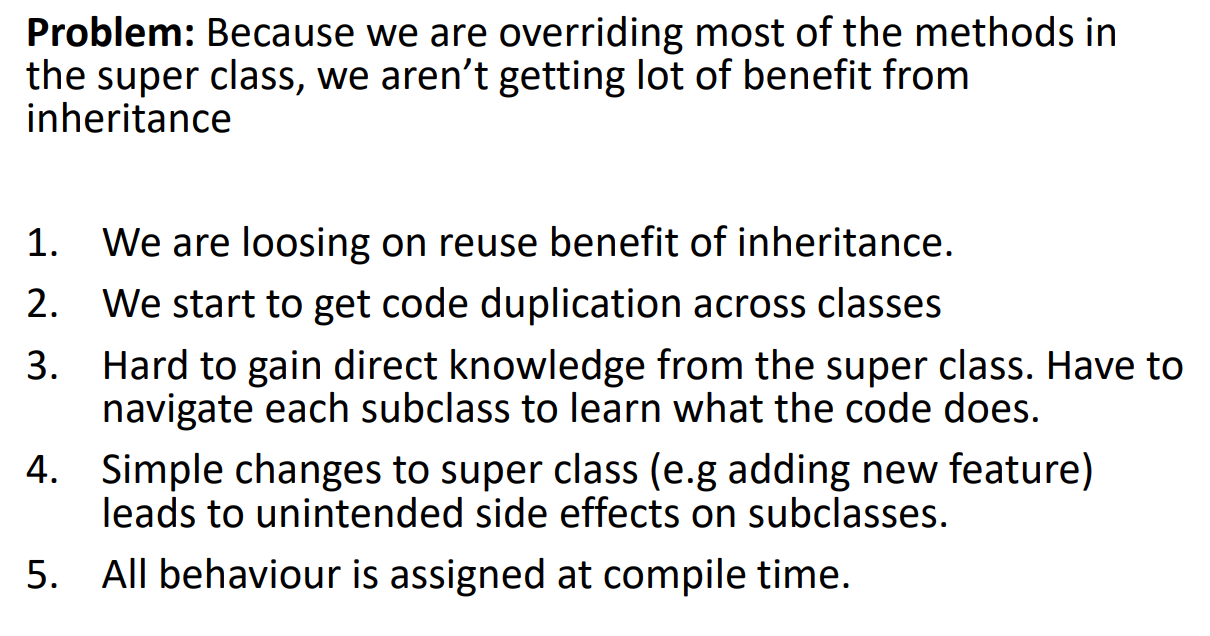 Problem: Because we are overriding most of the methods in
the super class, we aren’t getting lot of benefit from
inheritance
1. We are loosing on reuse benefit of inheritance.
2. We start to get code duplication across classes
3. Hard to gain direct knowledge from the super class. Have to
navigate each subclass to learn what the code does.
4. Simple changes to super class (e.g adding new feature)
leads to unintended side effects on subclasses.
5. All behaviour is assigned at compile time.